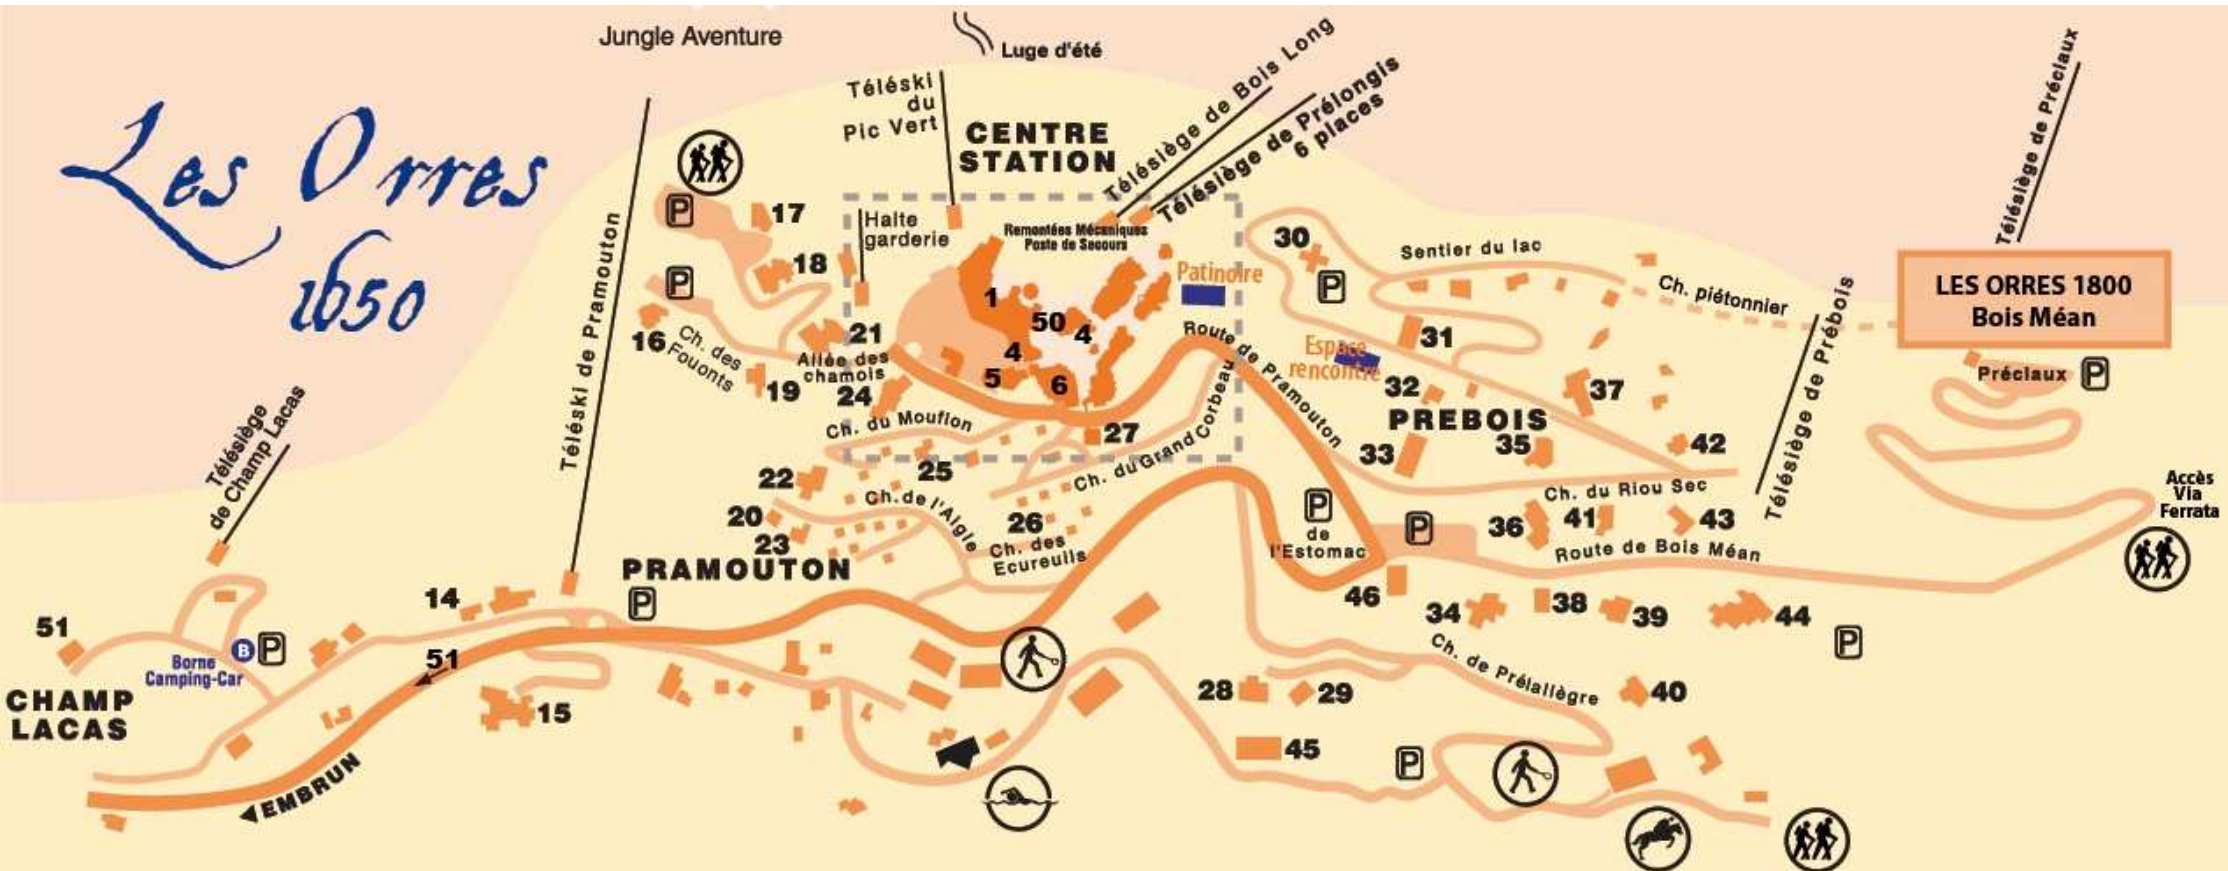 Jungle Aventure
Luge d'été
Les Orres
1650
Téléski
du
Pic Vert
CENTRE
STATION
Télésiège de Bois Long
Télésiège de Prélongis
6 places
Télésiège de Préclaux
Téléski de Pramouton
P
17
18
P
16
Ch. des
Fouonts
19
21
Allée des
chamois
24
Halte
garderie
Remontées Mécaniques
Poste de Secours
Patinoire
1
50
4
4
5
6
Route de Pramouton
Ch. du Mouflon
27
Ch. du Grand Corbeau
22
25
20
23
Ch. de l'Aigle
26
Ch. des
Ecureuils
PRAMOUTON
30
P
Sentier du lac
Ch. piétonnier
31
Espace
rencontre
32
PREBOIS
37
33
35
42
Télésiège de Prébois
LES ORRES 1800
Bois Méan
Préclaux
P
Accès
Via
Ferrata
Ch. du Riou Sec
P
de
l'Estomac
P
36
41
43
Route de Bois Méan
46
34
38
39
44
P
Ch. de Prélallègre
28
29
40
45
P
Télésiège
de Champ Lacas
14
P
51
B
P
Borne
Camping-Car
51
CHAMP
LACAS
15
EMBRUN